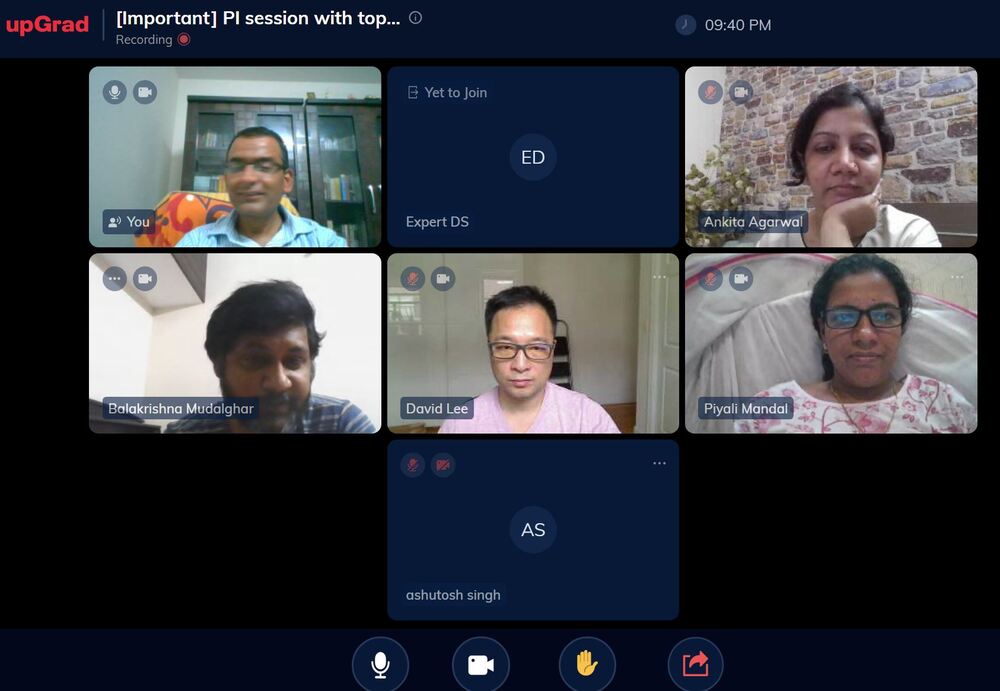 upGrad
[Important] PI session with top...
Recording
09:40 PM
You
Yet to Join
ED
Expert DS
Ankita Agarwal
Balakrishna Mudalghar
David Lee
Piyali Mandal
AS
ashutosh singh